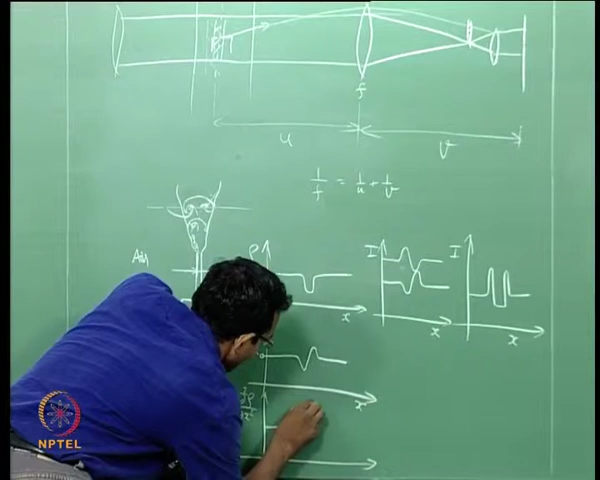 f
u
v
1/f = 1/u + 1/v
ρ
I
I
x
x
x
x
NPTEL